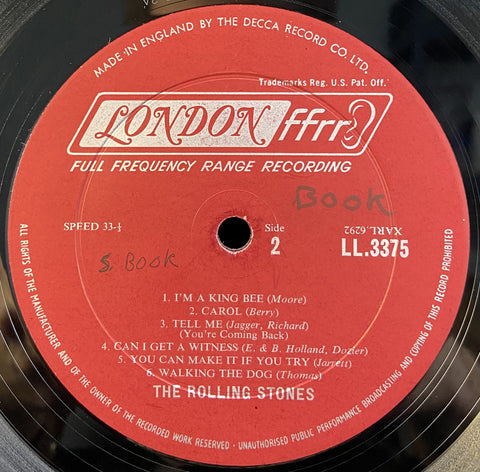 MADE IN ENGLAND BY THE DECCA RECORD CO. LTD.
Trademarks Reg. U.S. Pat. Off.
LONDON ffrr
FULL FREQUENCY RANGE RECORDING
Book
SPEED 33-⅓
Side
2
XARL.6292
LL.3375
S. BOOK
1. I'M A KING BEE (Moore)
2. CAROL (Berry)
3. TELL ME (Jagger, Richard)
(You're Coming Back)
4. CAN I GET A WITNESS (E. & B. Holland, Dozier)
5. YOU CAN MAKE IT IF YOU TRY (Jarrett)
6. WALKING THE DOG (Thomas)
THE ROLLING STONES
ALL RIGHTS OF THE MANUFACTURER AND OF THE OWNER OF THE RECORDED WORK RESERVED · UNAUTHORISED PUBLIC PERFORMANCE BROADCASTING AND COPYING OF THIS RECORD PROHIBITED